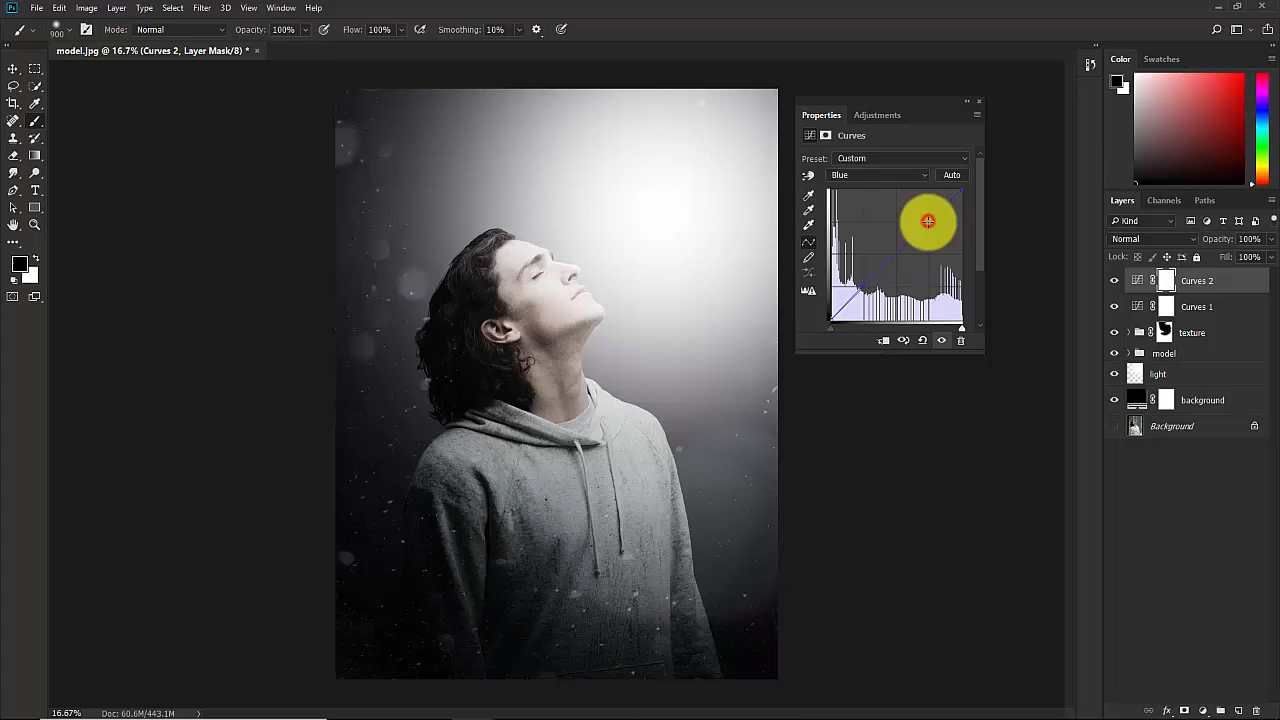 Ps File Edit Image Layer Type Select Filter 3D View Window Help
900 Mode: Normal Opacity: 100% Flow: 100% Smoothing: 10%
model.jpg @ 16.7% (Curves 2, Layer Mask/8) * ×
Color Swatches
Properties Adjustments
Curves
Preset: Custom
Blue Auto
Layers Channels Paths
Kind
Normal Opacity: 100%
Lock: Fill: 100%
Curves 2
Curves 1
texture
model
light
background
Background
16.67% Doc: 60.6M/443.1M